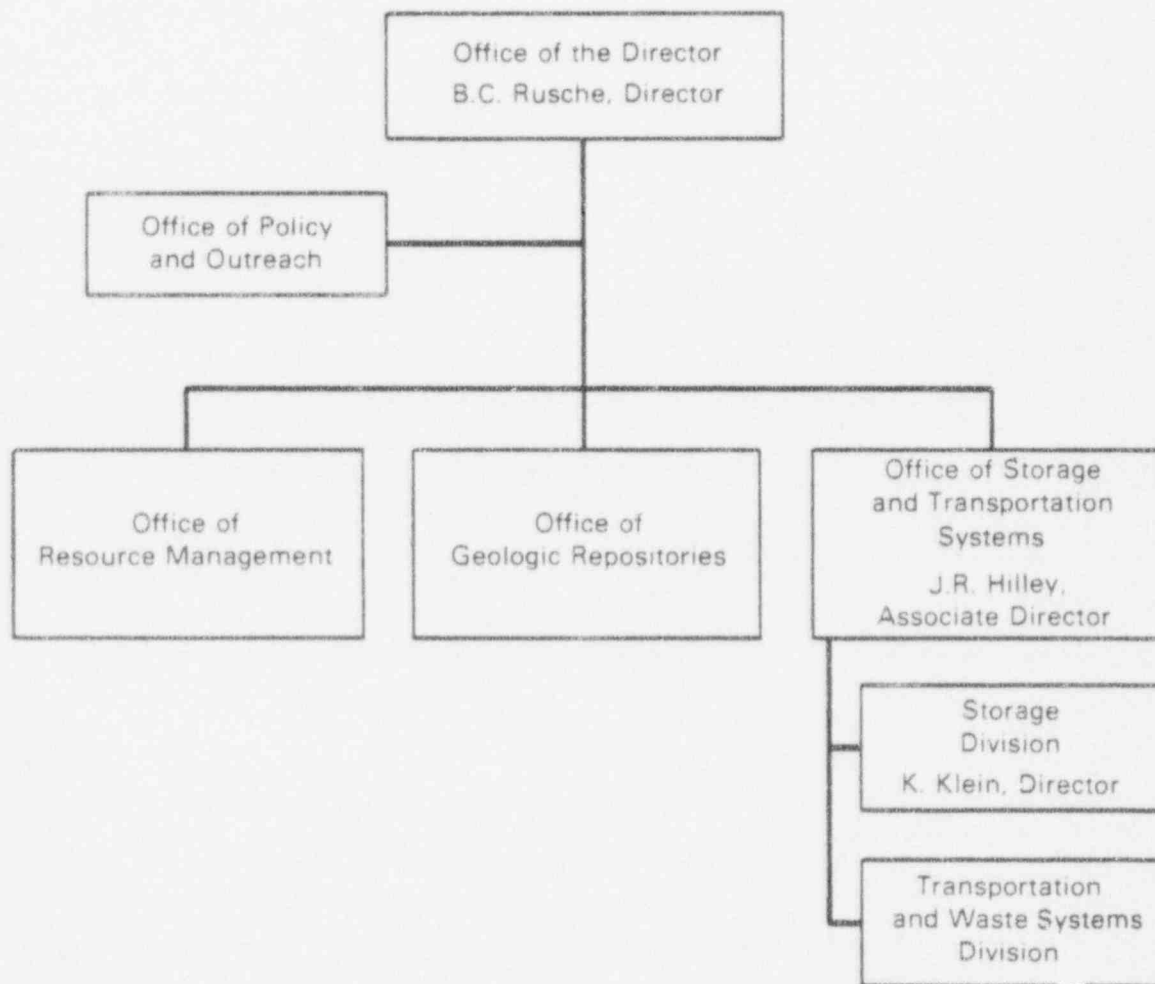 Office of the Director
B.C. Rusche, Director
Office of Policy
and Outreach
Office of
Resource Management
Office of
Geologic Repositories
Office of Storage
and Transportation
Systems
J.R. Hilley,
Associate Director
Storage
Division
K. Klein, Director
Transportation
and Waste Systems
Division